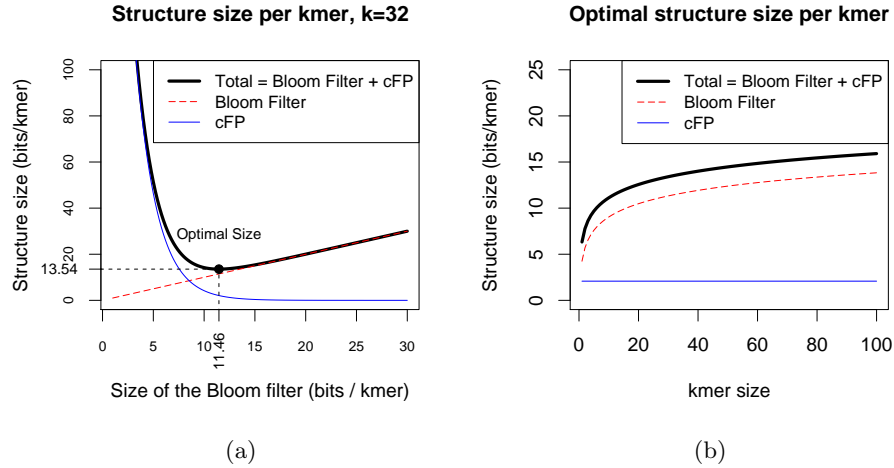 Structure size per kmer, k=32
Structure size (bits/kmer)
100
80
60
40
20
0
13.54
Total = Bloom Filter + cFP
Bloom Filter
cFP
Optimal Size
0 5 10 15 20 25 30
11.46
Size of the Bloom filter (bits / kmer)
(a)
Optimal structure size per kmer
Structure size (bits/kmer)
25
20
15
10
5
0
Total = Bloom Filter + cFP
Bloom Filter
cFP
0 20 40 60 80 100
kmer size
(b)